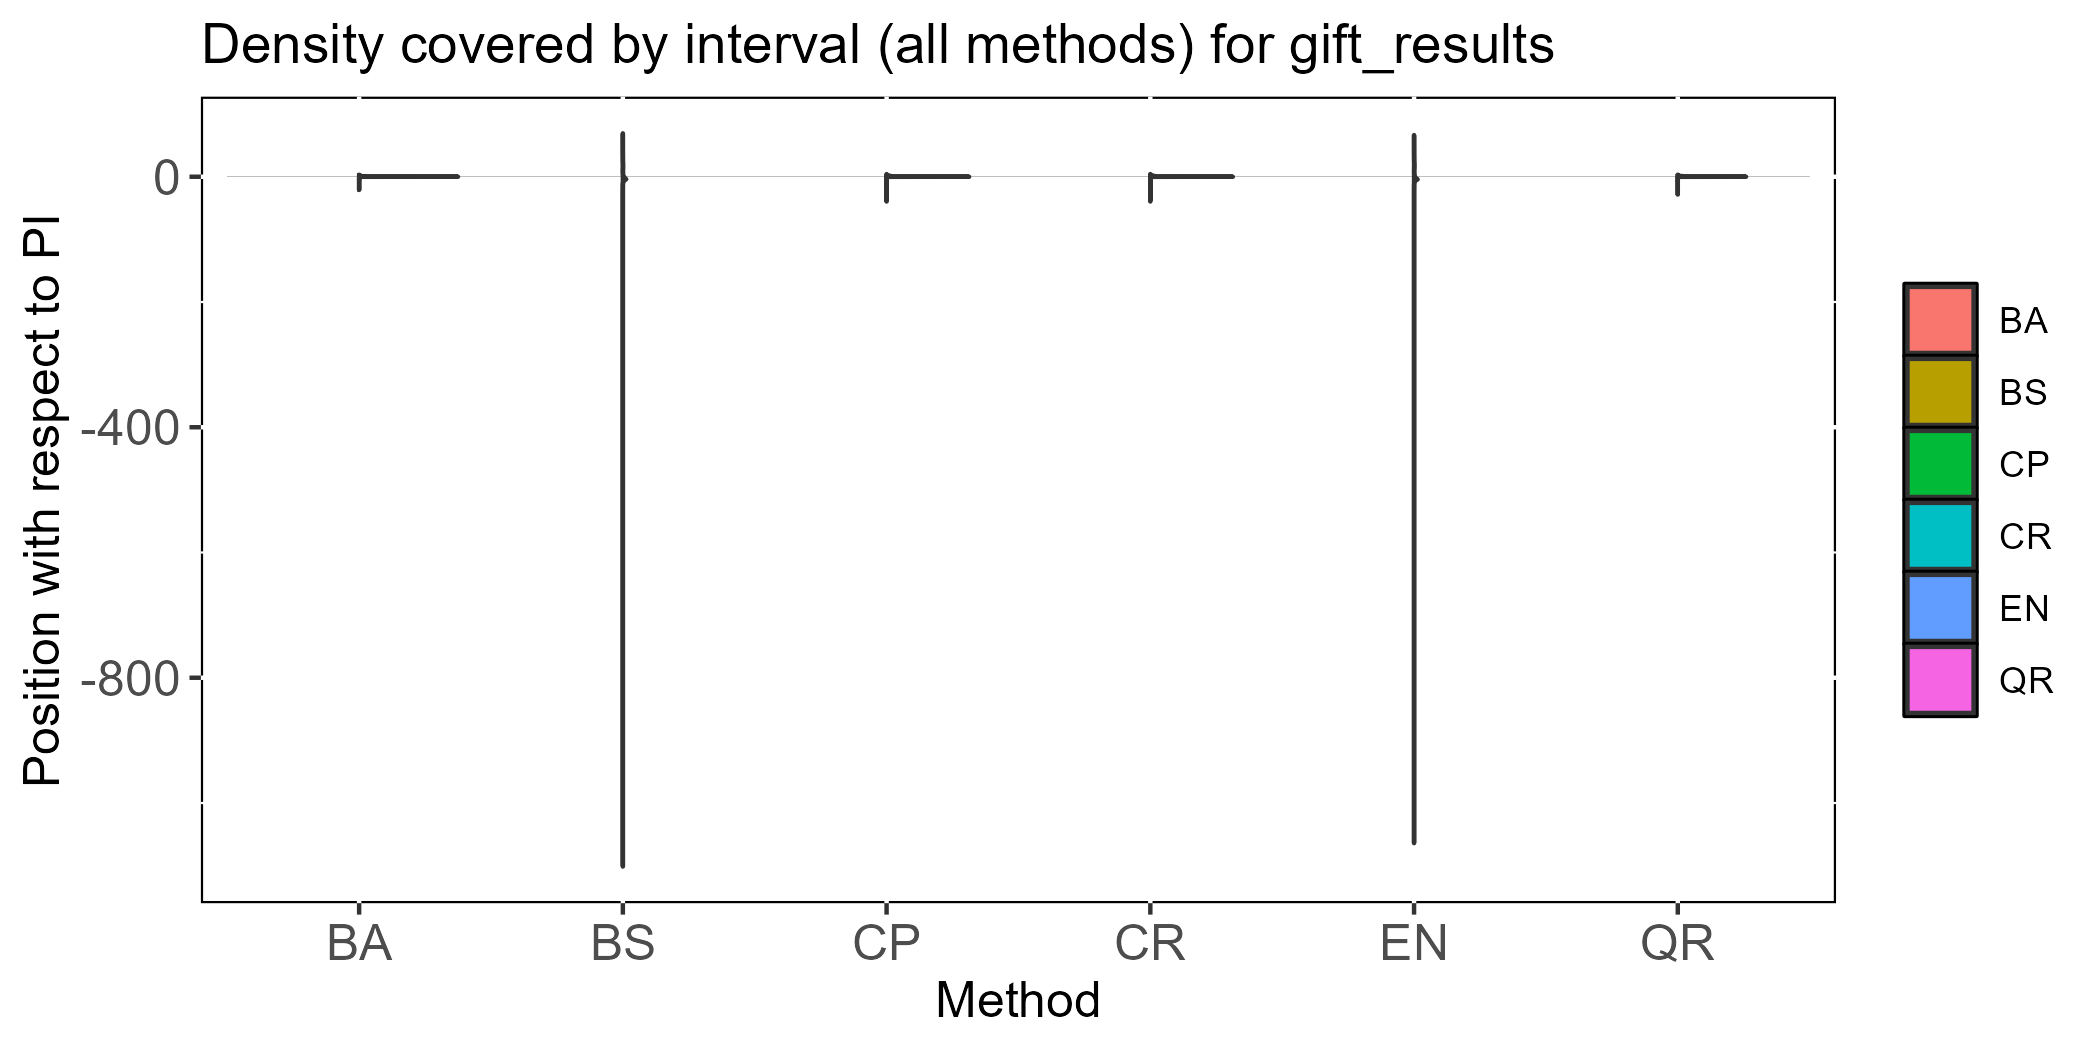 Density covered by interval (all methods) for gift_results
Position with respect to PI
0
-400
-800
BA
BS
CP
CR
EN
QR
Method
BA
BS
CP
CR
EN
QR